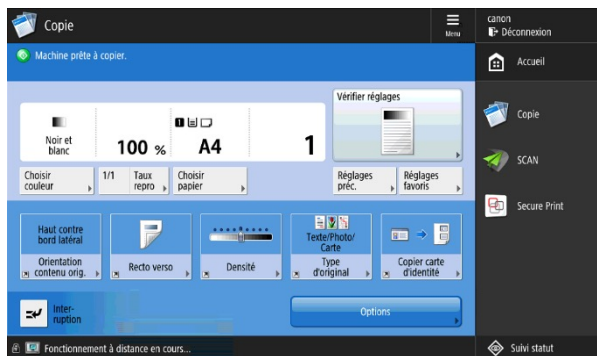 Copie
Menu
canon
Déconnexion
Machine prête à copier.
Accueil
Vérifier réglages
Copie
Noir et
blanc
100 %
1
A4
1
SCAN
Choisir
couleur
1/1
Taux
repro
Choisir
papier
Réglages
préc.
Réglages
favoris
Secure Print
Haut contre
bord latéral
Texte/Photo/
Carte
Orientation
contenu orig.
Recto verso
Densité
Type
d'original
Copier carte
d'identité
Inter-
ruption
Options
Fonctionnement à distance en cours...
Suivi statut